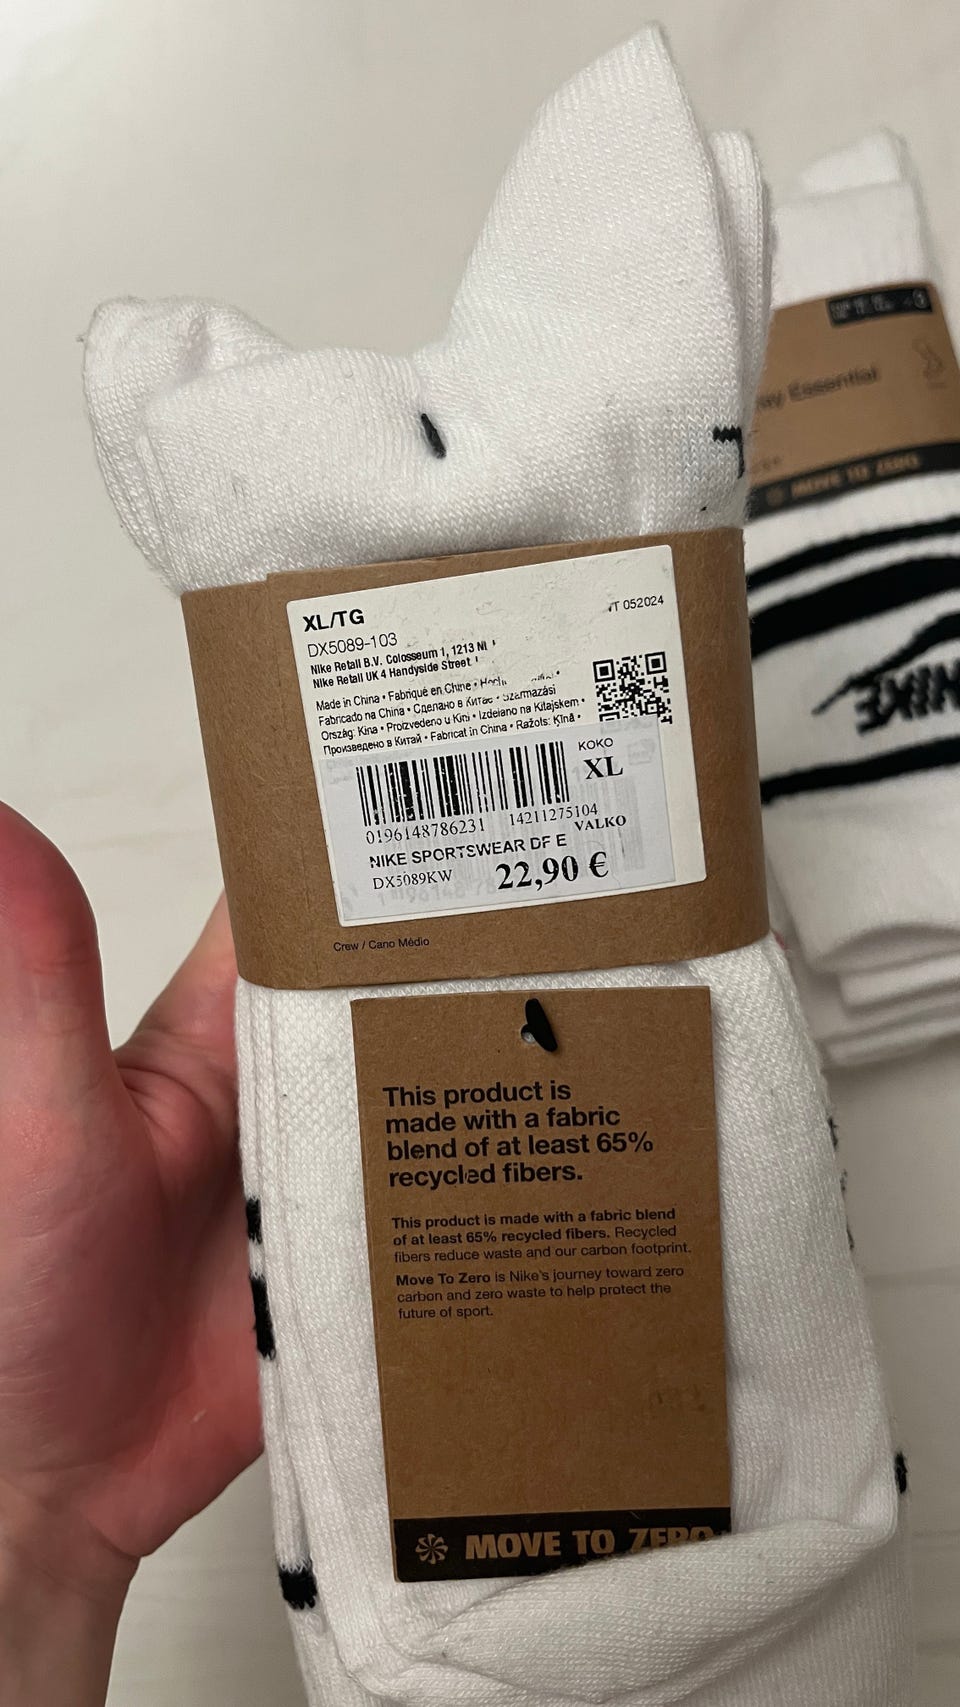 XL/TG
DX5089-103
052024
Nike Retail B.V. Colosseum 1, 1213
Nike Retail UK 4 Handyside Street
Made in China • Fabriqué en Chine •
Fabricado na China • Сделано в Китае • Származási
Ország: Kína • Proizvedeno u Kini • Izdelano na Kitajskem •
Произведено в Китай • Fabricat în China • Ražots: Ķīnā •
KOKO
XL
0196148786231 14211275104
NIKE SPORTSWEAR DF E VALKO
DX5089KW 22,90 €
Crew / Cano Médio
This product is
made with a fabric
blend of at least 65%
recycled fibers.
This product is made with a fabric blend
of at least 65% recycled fibers. Recycled
fibers reduce waste and our carbon footprint.
Move To Zero is Nike's journey toward zero
carbon and zero waste to help protect the
future of sport.
MOVE TO ZERO
Essential
MOVE TO ZERO
NIKE